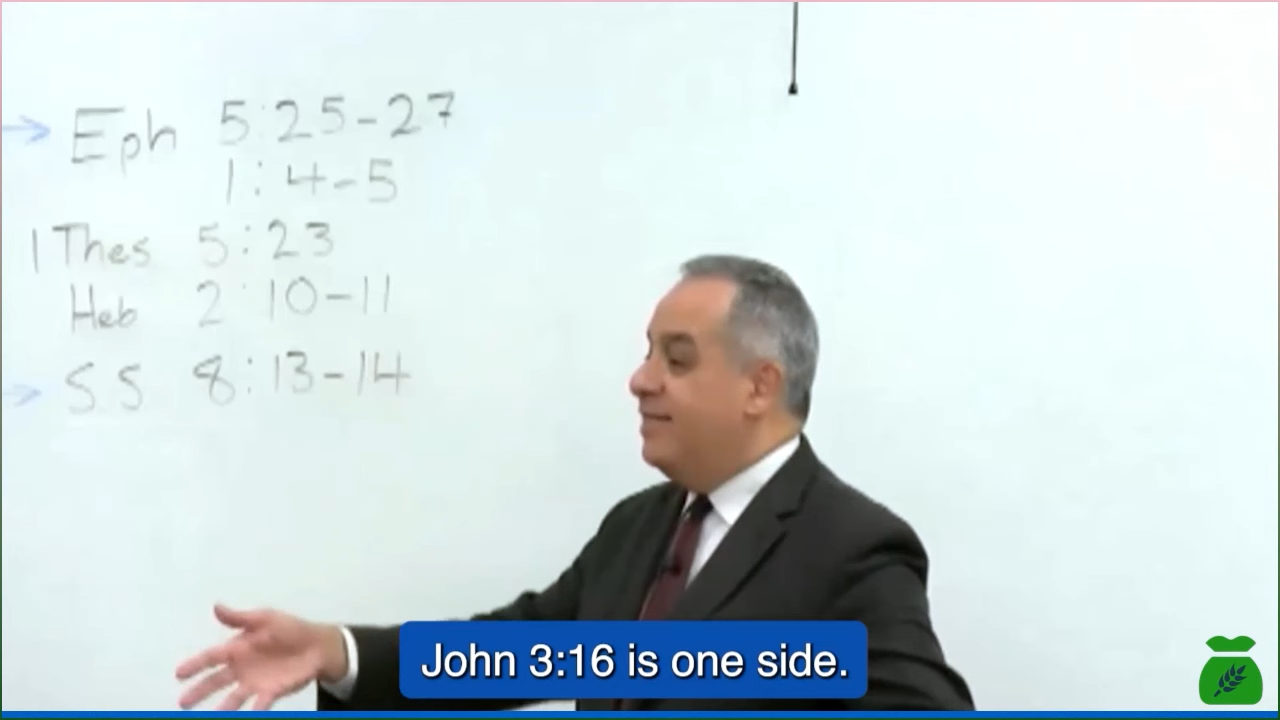 Eph 5:25-27
1:4-5
1 Thes 5:23
Heb 2:10-11
S.S 8:13-14
John 3:16 is one side.